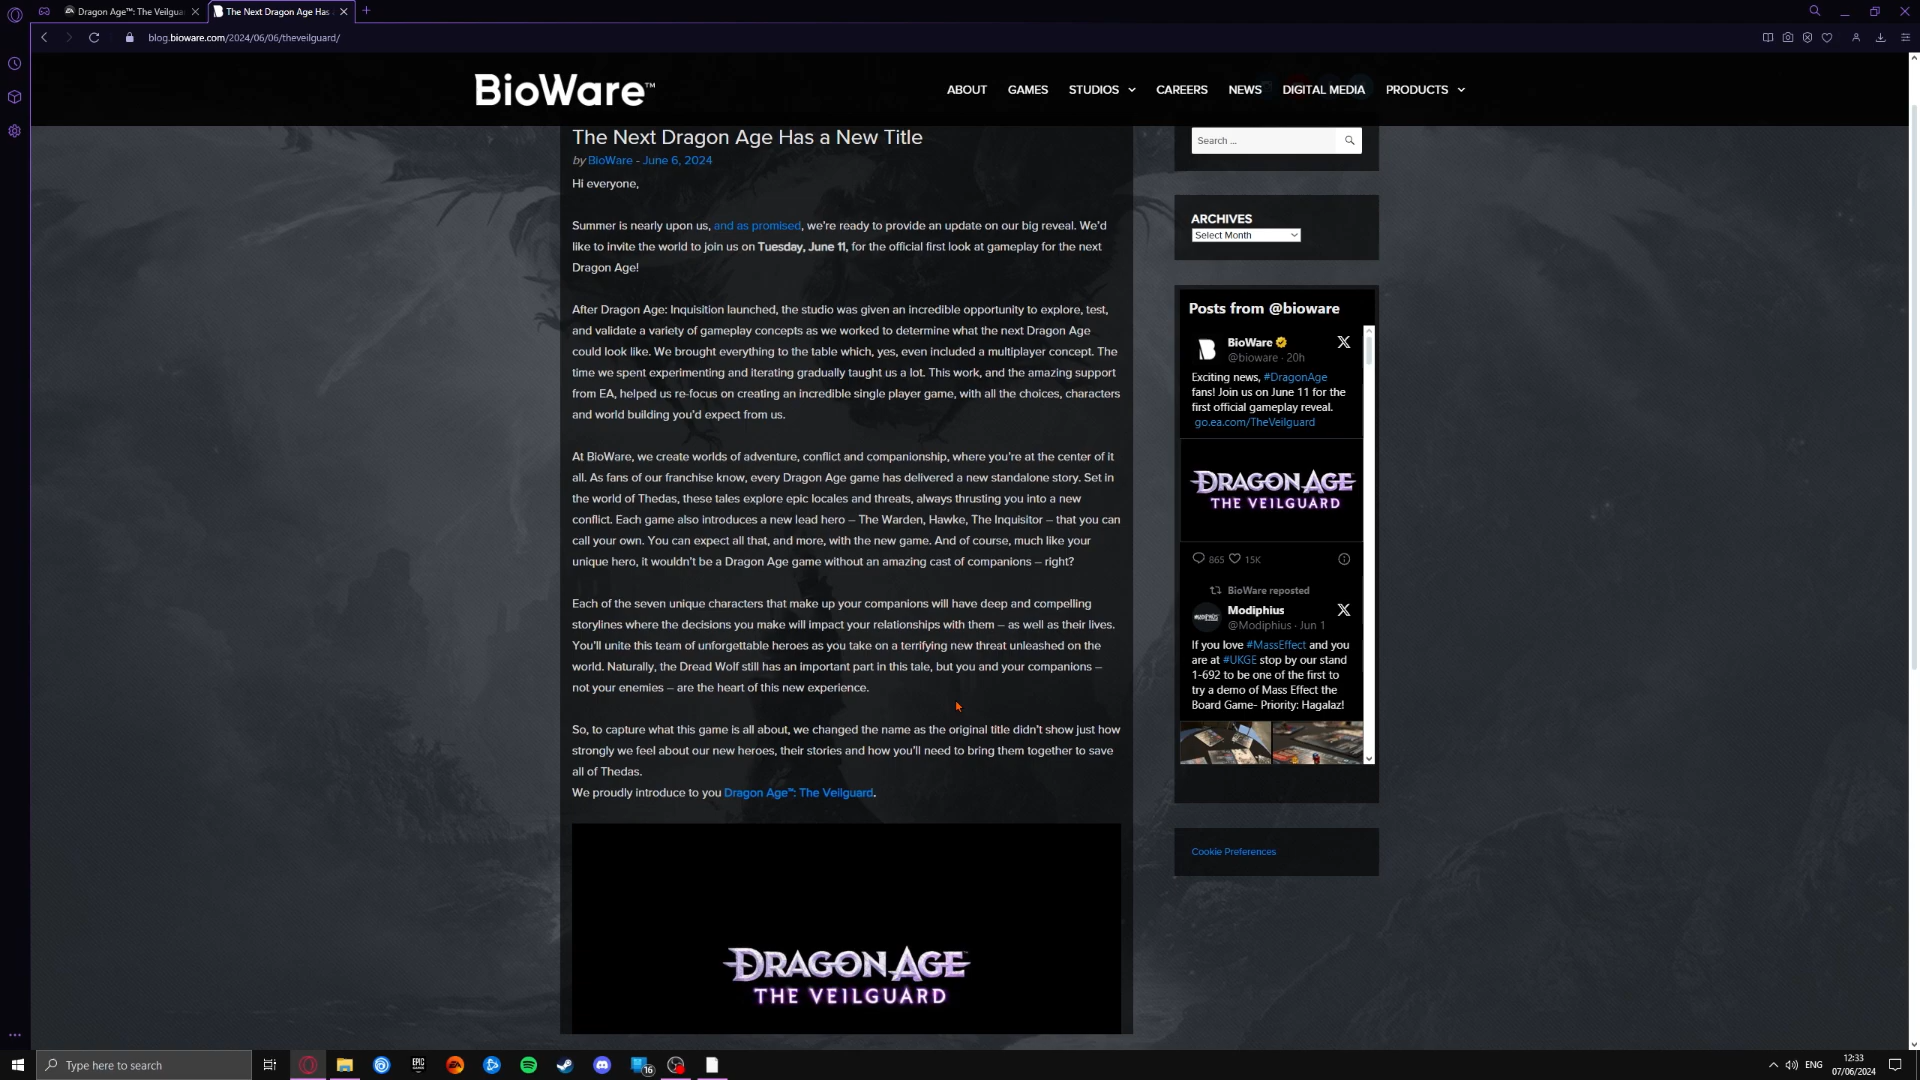 Dragon Age™: The Veilgua
The Next Dragon Age Has
blog.bioware.com/2024/06/06/theveilguard/
BioWare™
ABOUT GAMES STUDIOS CAREERS NEWS DIGITAL MEDIA PRODUCTS
The Next Dragon Age Has a New Title
by BioWare - June 6, 2024
Hi everyone,
Summer is nearly upon us, and as promised, we're ready to provide an update on our big reveal. We'd
like to invite the world to join us on Tuesday, June 11, for the official first look at gameplay for the next
Dragon Age!
After Dragon Age: Inquisition launched, the studio was given an incredible opportunity to explore, test,
and validate a variety of gameplay concepts as we worked to determine what the next Dragon Age
could look like. We brought everything to the table which, yes, even included a multiplayer concept. The
time we spent experimenting and iterating gradually taught us a lot. This work, and the amazing support
from EA, helped us re-focus on creating an incredible single player game, with all the choices, characters
and world building you'd expect from us.
At BioWare, we create worlds of adventure, conflict and companionship, where you're at the center of it
all. As fans of our franchise know, every Dragon Age game has delivered a new standalone story. Set in
the world of Thedas, these tales explore epic locales and threats, always thrusting you into a new
conflict. Each game also introduces a new lead hero – The Warden, Hawke, The Inquisitor – that you can
call your own. You can expect all that, and more, with the new game. And of course, much like your
unique hero, it wouldn't be a Dragon Age game without an amazing cast of companions – right?
Each of the seven unique characters that make up your companions will have deep and compelling
storylines where the decisions you make will impact your relationships with them – as well as their lives.
You'll unite this team of unforgettable heroes as you take on a terrifying new threat unleashed on the
world. Naturally, the Dread Wolf still has an important part in this tale, but you and your companions –
not your enemies – are the heart of this new experience.
So, to capture what this game is all about, we changed the name as the original title didn't show just how
strongly we feel about our new heroes, their stories and how you'll need to bring them together to save
all of Thedas.
We proudly introduce to you Dragon Age™: The Veilguard.
DRAGON AGE
THE VEILGUARD
Search ...
ARCHIVES
Select Month
Posts from @bioware
BioWare
@bioware · 20h
Exciting news, #DragonAge
fans! Join us on June 11 for the
first official gameplay reveal.
go.ea.com/TheVeilguard
DRAGON AGE
THE VEILGUARD
865 15K
BioWare reposted
Modiphius
@Modiphius · Jun 1
If you love #MassEffect and you
are at #UKGE stop by our stand
1-692 to be one of the first to
try a demo of Mass Effect the
Board Game- Priority: Hagalaz!
Cookie Preferences
Type here to search
EPIC
EA
16
ENG
12:33
07/06/2024